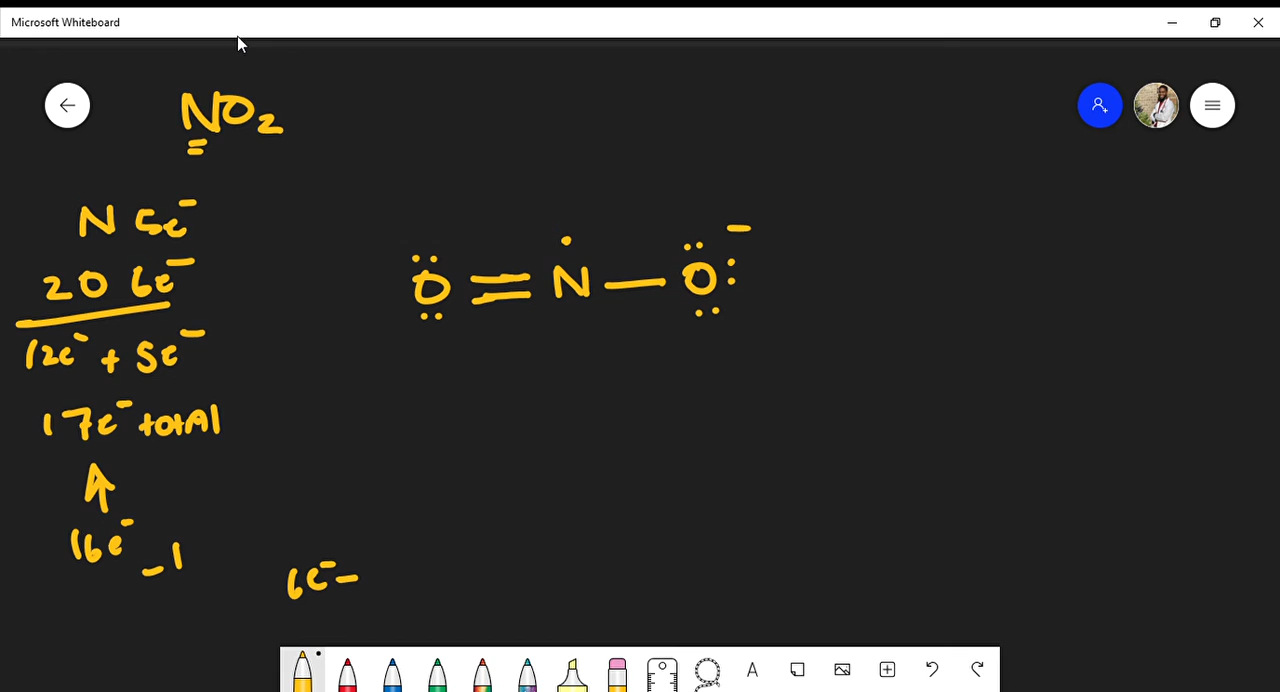 Microsoft Whiteboard
NO2
N 5e-
2O 6e-
12e- + 5e-
17e- total
16e- -1
6e- -
O = N — O -
A